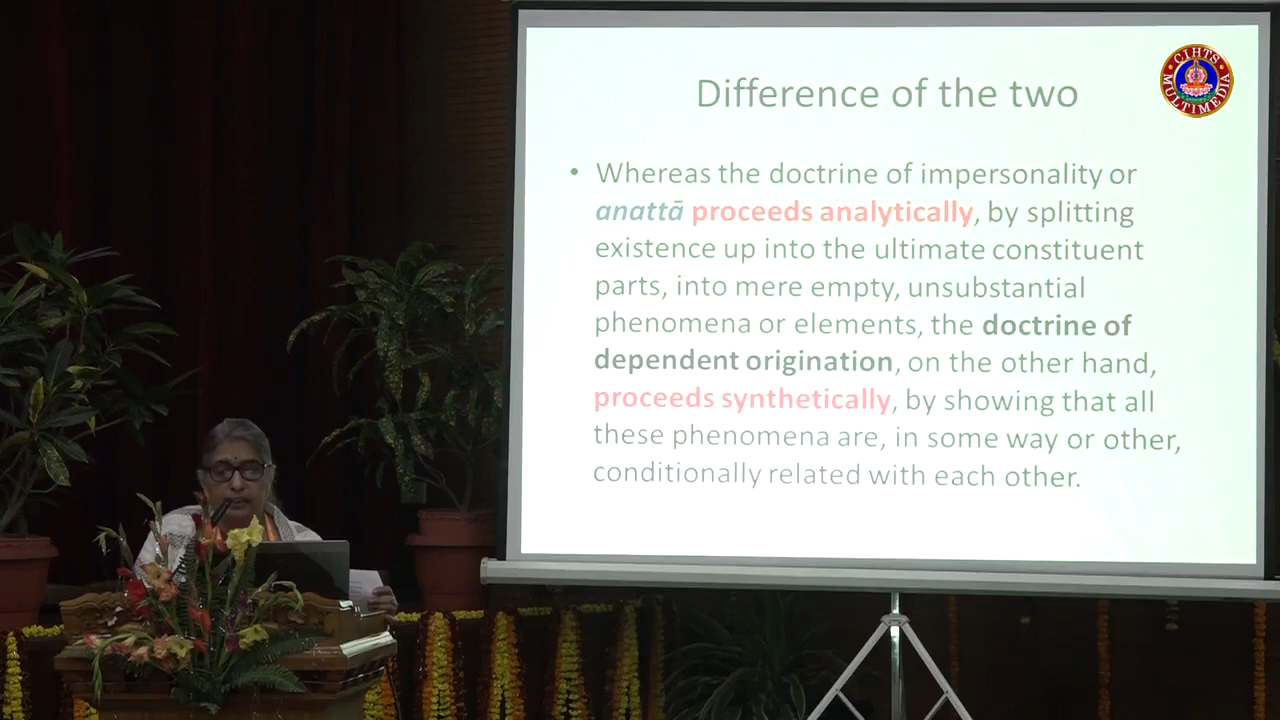 Difference of the two
CIHTS
MULTIMEDIA
• Whereas the doctrine of impersonality or
anattā proceeds analytically, by splitting
existence up into the ultimate constituent
parts, into mere empty, unsubstantial
phenomena or elements, the doctrine of
dependent origination, on the other hand,
proceeds synthetically, by showing that all
these phenomena are, in some way or other,
conditionally related with each other.